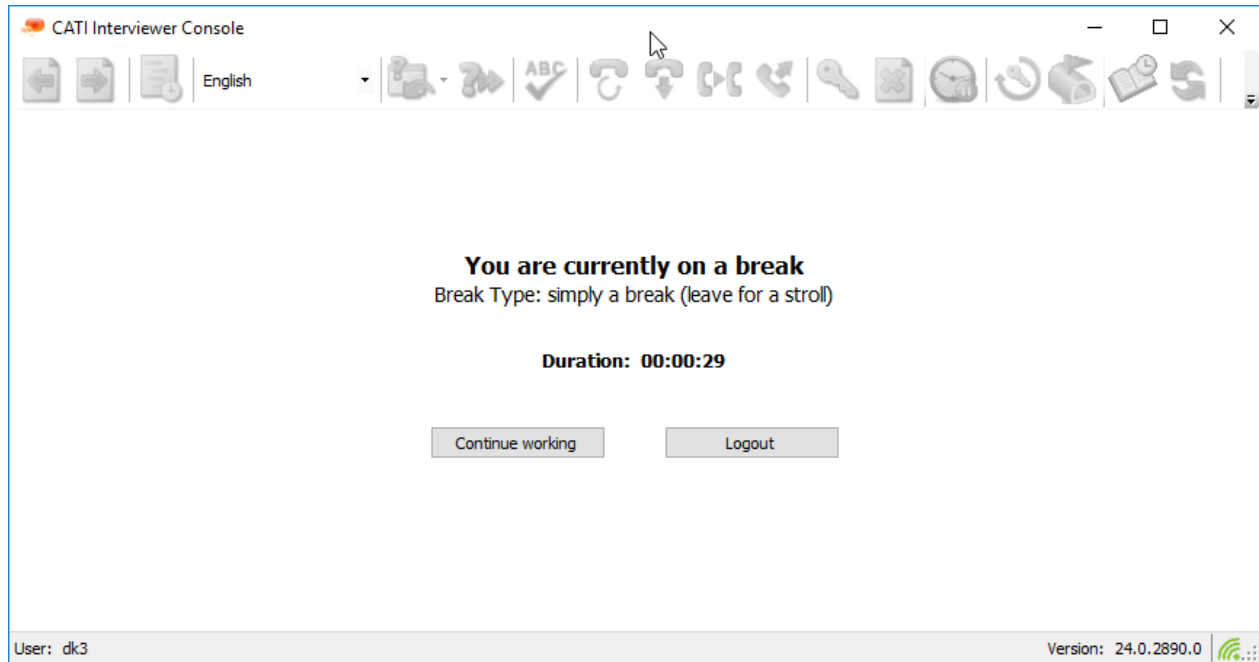 CATI Interviewer Console
English
ABC
You are currently on a break
Break Type: simply a break (leave for a stroll)
Duration: 00:00:29
Continue working
Logout
User: dk3
Version: 24.0.2890.0